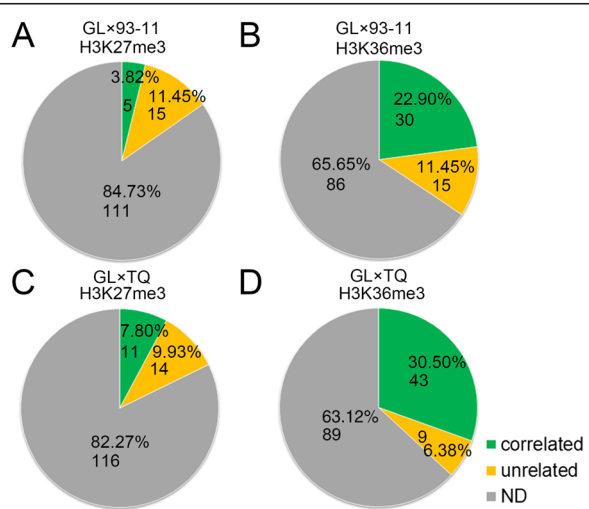 A
GL×93-11
H3K27me3
3.82%
5
11.45%
15
84.73%
111
B
GL×93-11
H3K36me3
22.90%
30
11.45%
15
65.65%
86
C
GL×TQ
H3K27me3
7.80%
11
9.93%
14
82.27%
116
D
GL×TQ
H3K36me3
30.50%
43
9
6.38%
63.12%
89
correlated
unrelated
ND